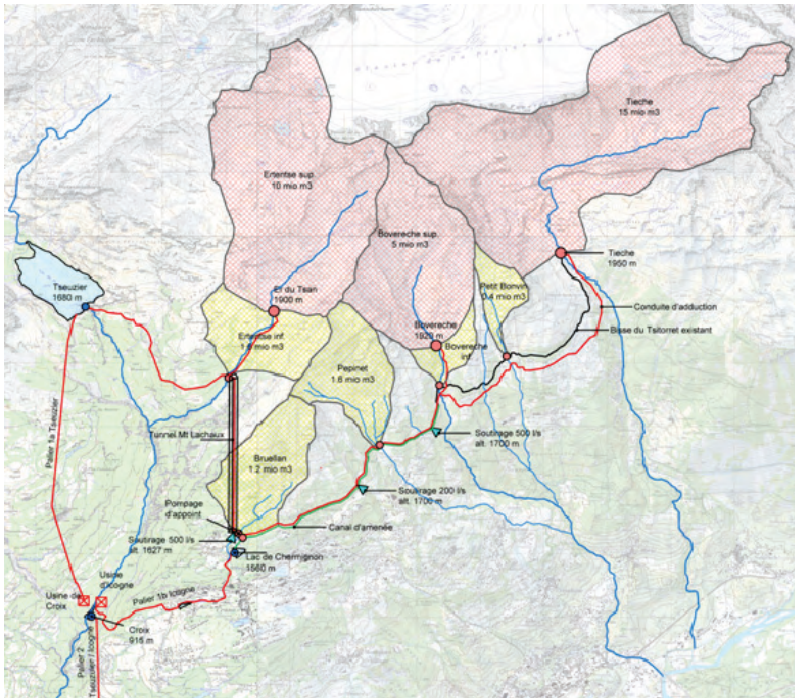 Tieche
15 mio m3
Ertentse sup.
10 mio m3
Bovereche sup.
5 mio m3
Tieche
1950 m
Tseuzier
1680 m
Er du Tsan
1900 m
Petit Bonvin
0.4 mio m3
Conduite d'adduction
Bisse du Tsitorret existant
Bovereche
1920 m
Ertentse inf.
Bovereche
inf.
Pepinet
1.6 mio m3
Palier 1a Tseuzier
Tunnel Mt Lachaux
Soutirage 500 l/s
alt. 1700 m
Bruellan
1.2 mio m3
Soutirage 200 l/s
alt. 1700 m
Pompage
d'appoint
Canal d'amenée
Soutirage 500 l/s
alt. 1627 m
Lac de Chermignon
1560 m
Usine
d'Icogne
Usine de
Croix
Palier 1b Icogne
Croix
915 m
Palier 2
Tseuzier / Icogne